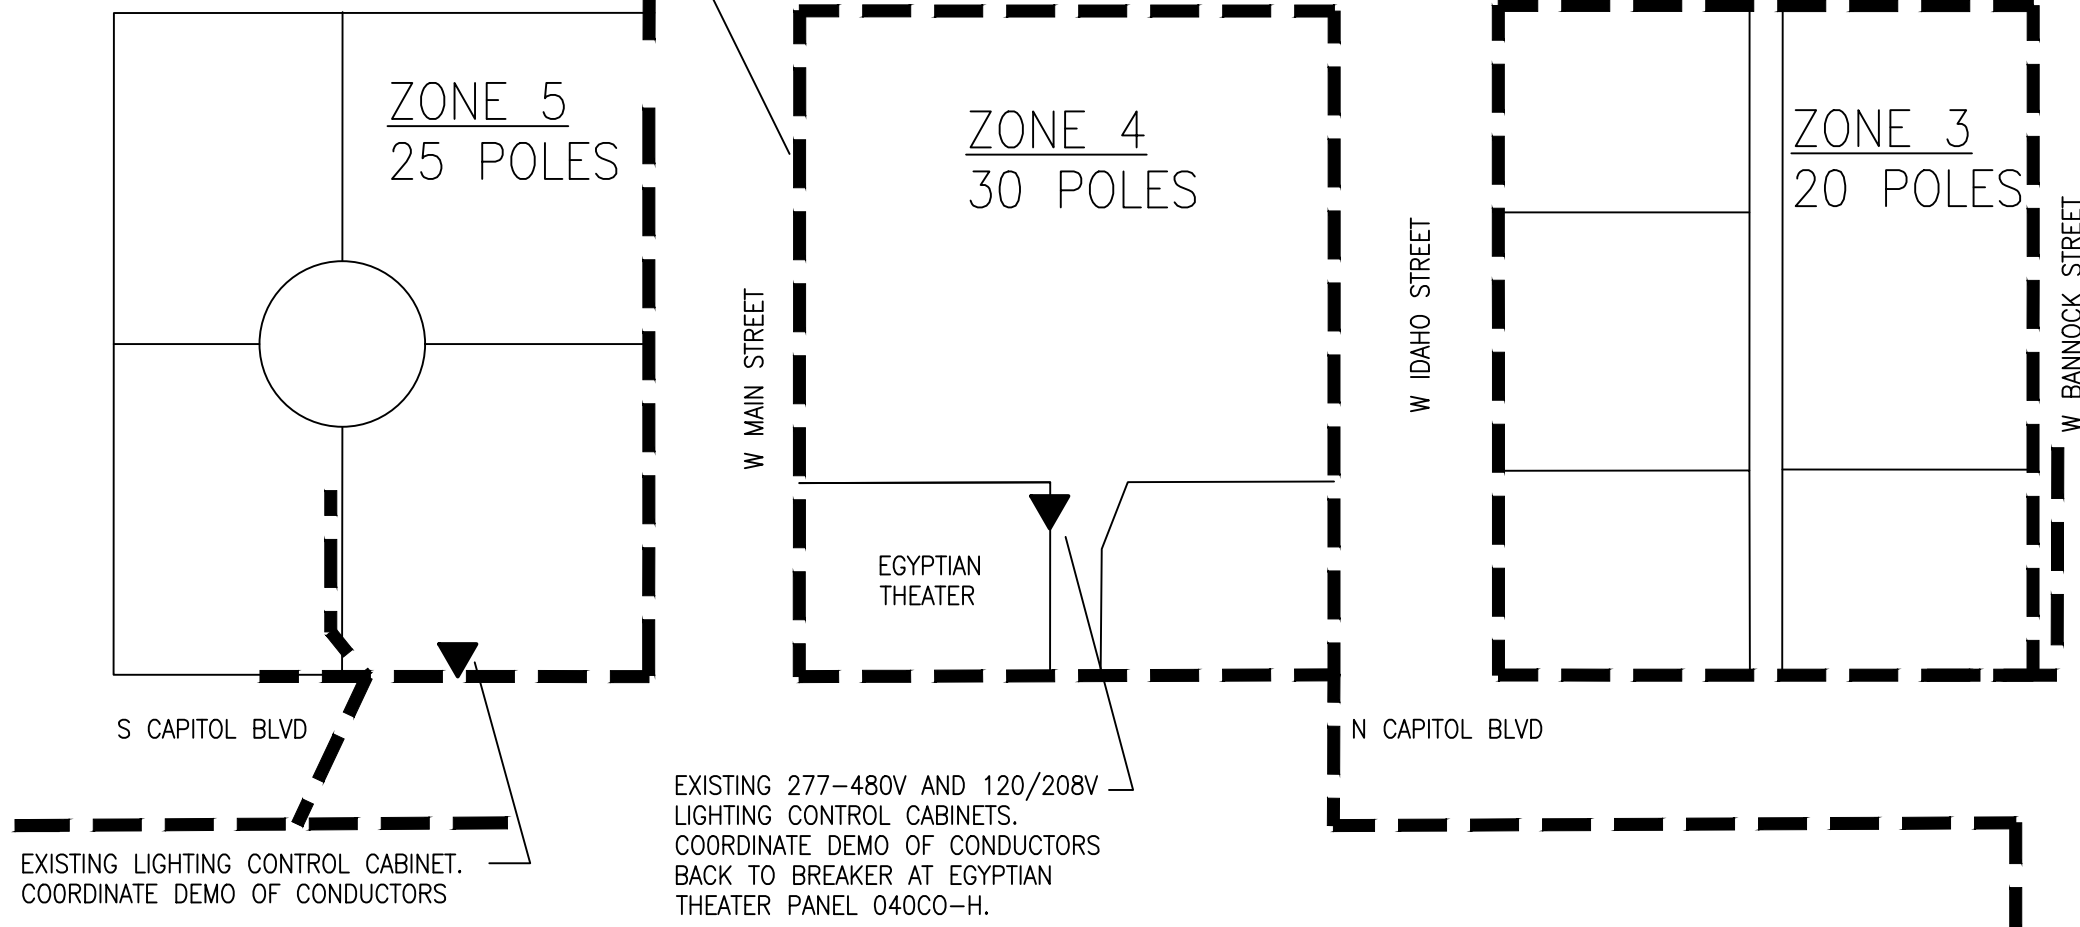 ZONE 5
25 POLES
ZONE 4
30 POLES
ZONE 3
20 POLES
W MAIN STREET
W IDAHO STREET
W BANNOCK STREET
EGYPTIAN
THEATER
S CAPITOL BLVD
N CAPITOL BLVD
EXISTING 277-480V AND 120/208V
LIGHTING CONTROL CABINETS.
COORDINATE DEMO OF CONDUCTORS
BACK TO BREAKER AT EGYPTIAN
THEATER PANEL 040CO-H.
EXISTING LIGHTING CONTROL CABINET.
COORDINATE DEMO OF CONDUCTORS